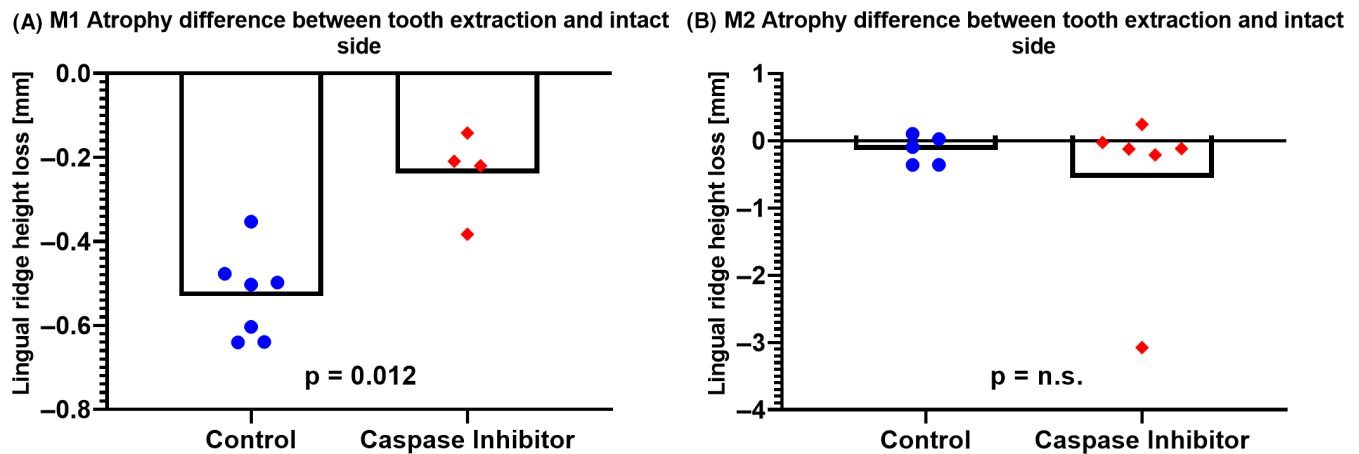 (A) M1 Atrophy difference between tooth extraction and intact
side
Lingual ridge height loss [mm]
0.0
–0.2
–0.4
–0.6
–0.8
p = 0.012
Control
Caspase Inhibitor
(B) M2 Atrophy difference between tooth extraction and intact
side
Lingual ridge height loss [mm]
1
0
–1
–2
–3
–4
p = n.s.
Control
Caspase Inhibitor